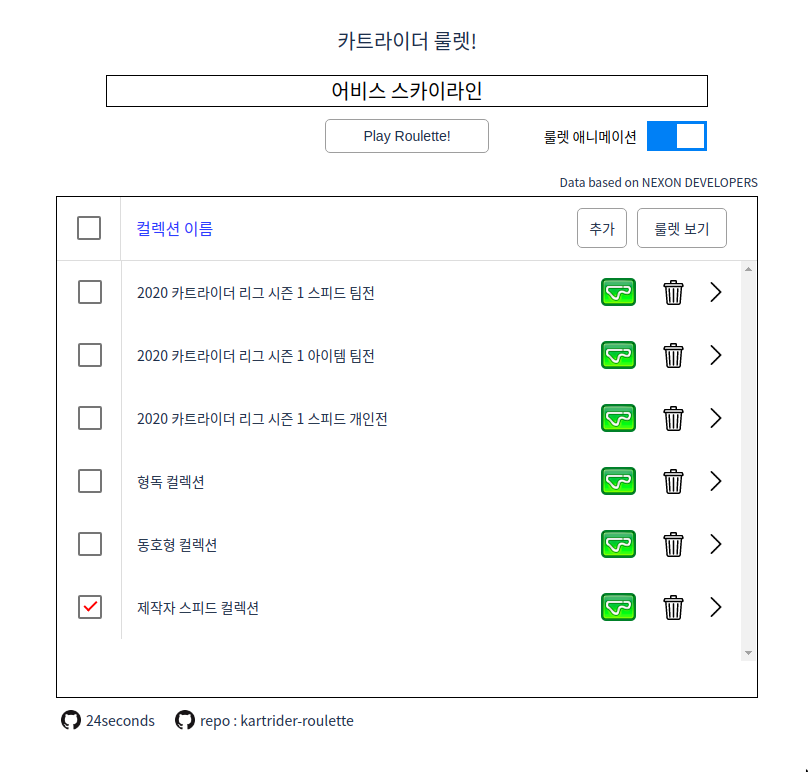 카트라이더 룰렛!
어비스 스카이라인
Play Roulette! 룰렛 애니메이션
Data based on NEXON DEVELOPERS
컬렉션 이름 추가 룰렛 보기
2020 카트라이더 리그 시즌 1 스피드 팀전
2020 카트라이더 리그 시즌 1 아이템 팀전
2020 카트라이더 리그 시즌 1 스피드 개인전
형독 컬렉션
동호형 컬렉션
제작자 스피드 컬렉션
24seconds repo : kartrider-roulette